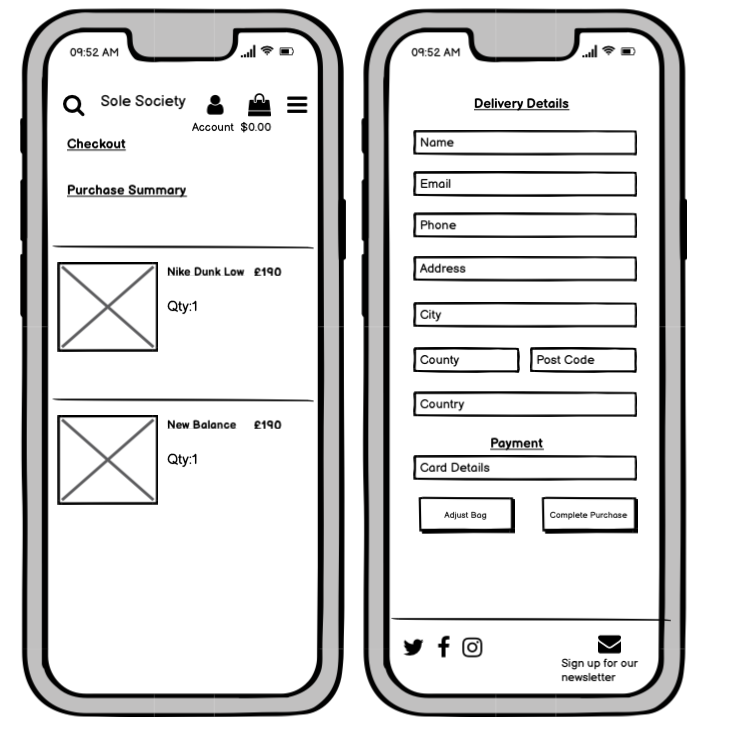 09:52 AM
Sole Society
Account $0.00
Checkout
Purchase Summary
Nike Dunk Low £190
Qty:1
New Balance £190
Qty:1
09:52 AM
Delivery Details
Name
Email
Phone
Address
City
County Post Code
Country
Payment
Card Details
Adjust Bag Complete Purchase
Sign up for our
newsletter